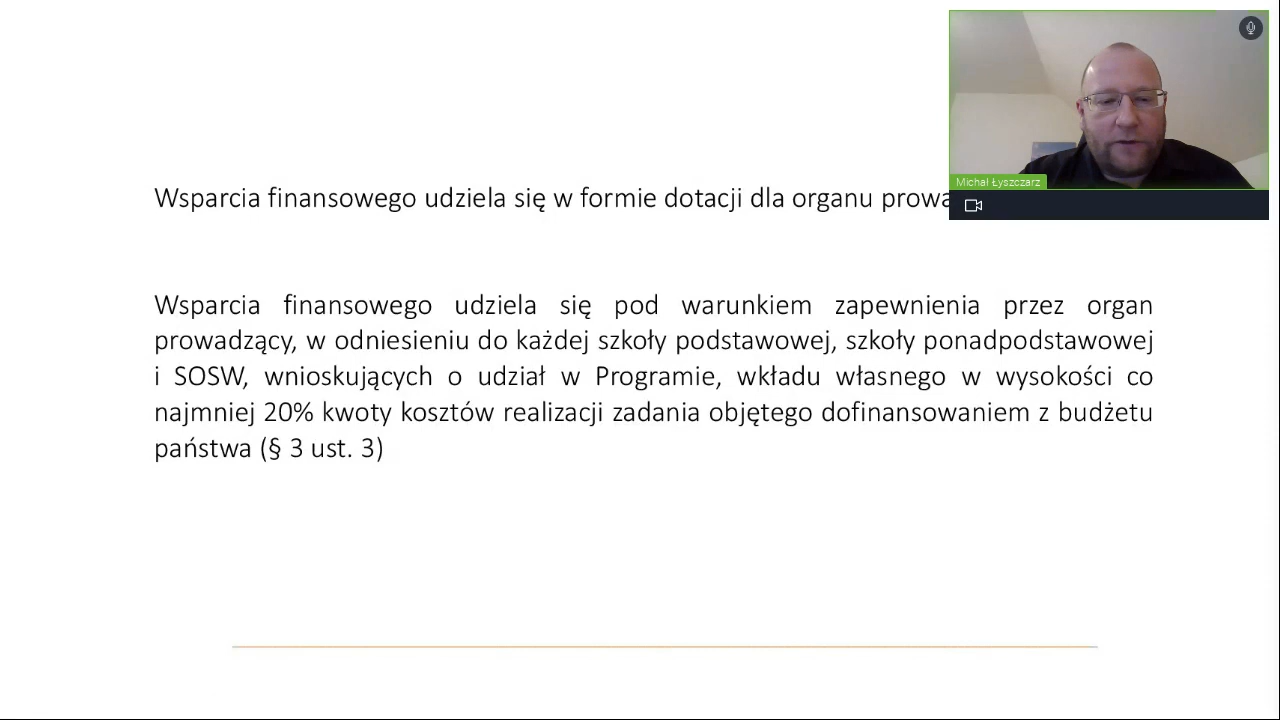 Michał Łyszczarz
Wsparcia finansowego udziela się w formie dotacji dla organu
Wsparcia finansowego udziela się pod warunkiem zapewnienia przez organ
prowadzący, w odniesieniu do każdej szkoły podstawowej, szkoły ponadpodstawowej
i SOSW, wnioskujących o udział w Programie, wkładu własnego w wysokości co
najmniej 20% kwoty kosztów realizacji zadania objętego dofinansowaniem z budżetu
państwa (§ 3 ust. 3)